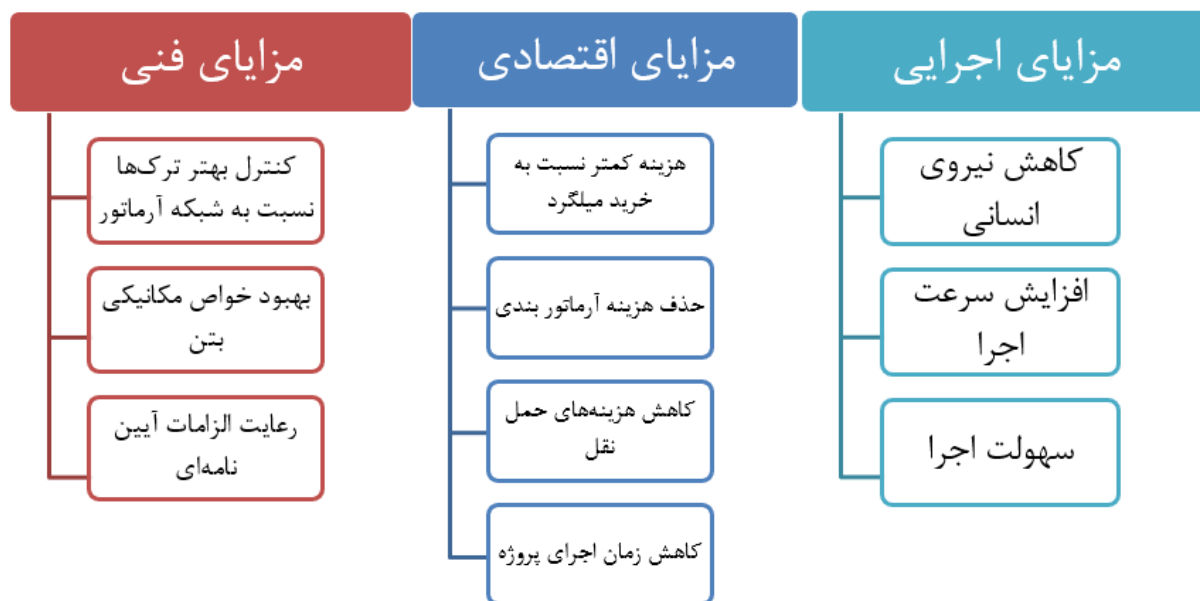 مزایای اجرایی
کاهش نیروی
انسانی
افزایش سرعت
اجرا
سهولت اجرا
مزایای اقتصادی
هزینه کمتر نسبت به
خرید میلگرد
حذف هزینه آرماتور بندی
کاهش هزینه‌های حمل
نقل
کاهش زمان اجرای پروژه
مزایای فنی
کنترل بهتر ترک‌ها
نسبت به شبکه آرماتور
بهبود خواص مکانیکی
بتن
رعایت الزامات آیین
نامه‌ای